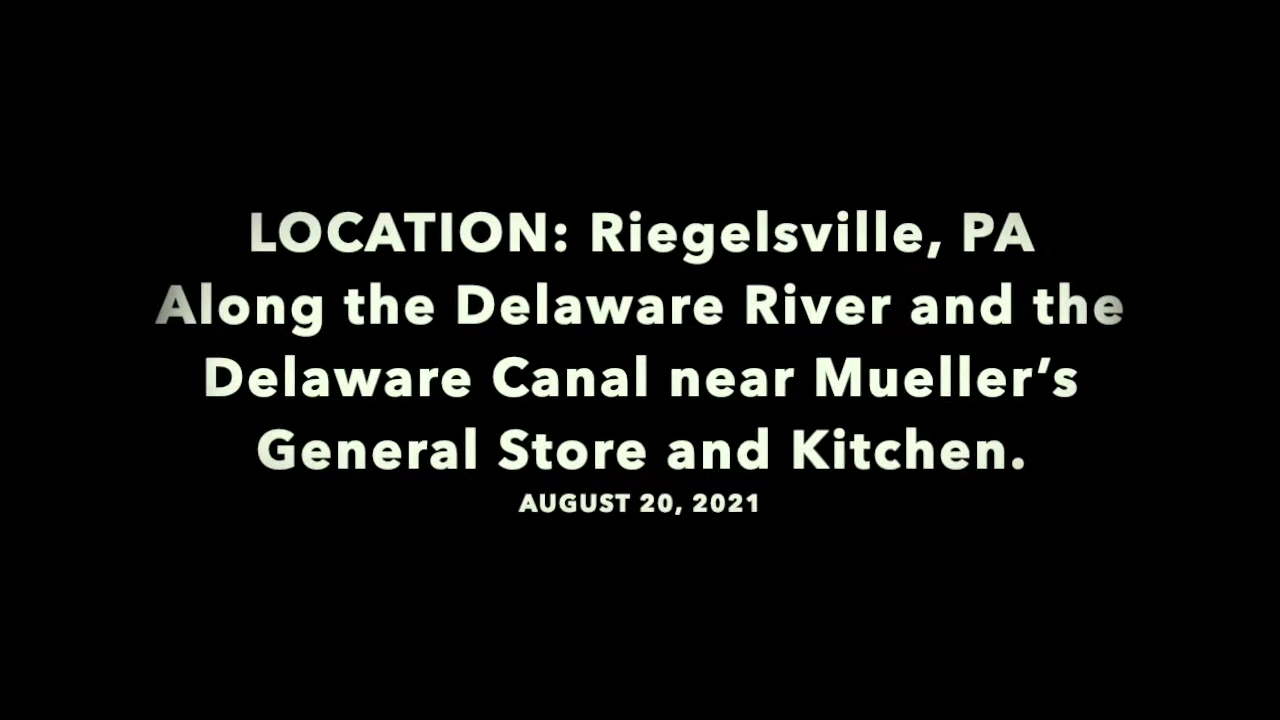 LOCATION: Riegelsville, PA
Along the Delaware River and the
Delaware Canal near Mueller’s
General Store and Kitchen.
AUGUST 20, 2021